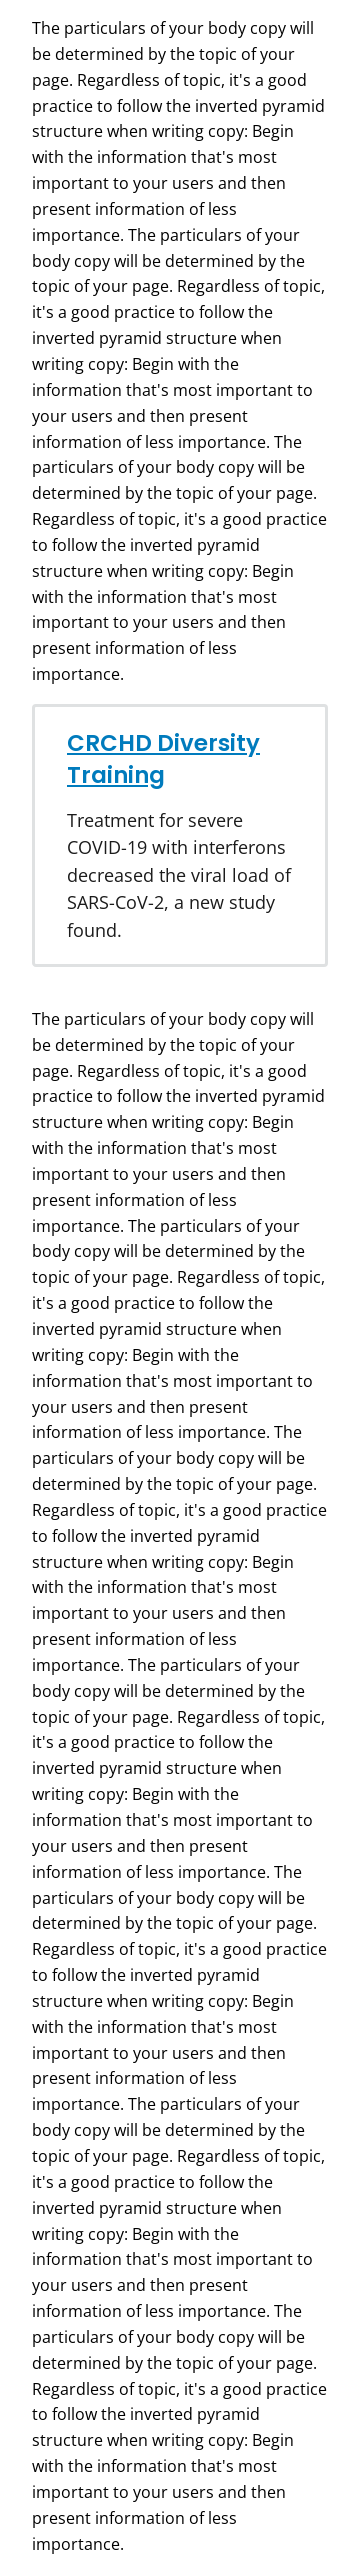 The particulars of your body copy will
be determined by the topic of your
page. Regardless of topic, it's a good
practice to follow the inverted pyramid
structure when writing copy: Begin
with the information that's most
important to your users and then
present information of less
importance. The particulars of your
body copy will be determined by the
topic of your page. Regardless of topic,
it's a good practice to follow the
inverted pyramid structure when
writing copy: Begin with the
information that's most important to
your users and then present
information of less importance. The
particulars of your body copy will be
determined by the topic of your page.
Regardless of topic, it's a good practice
to follow the inverted pyramid
structure when writing copy: Begin
with the information that's most
important to your users and then
present information of less
importance.
CRCHD Diversity
Training
Treatment for severe
COVID-19 with interferons
decreased the viral load of
SARS-CoV-2, a new study
found.
The particulars of your body copy will
be determined by the topic of your
page. Regardless of topic, it's a good
practice to follow the inverted pyramid
structure when writing copy: Begin
with the information that's most
important to your users and then
present information of less
importance. The particulars of your
body copy will be determined by the
topic of your page. Regardless of topic,
it's a good practice to follow the
inverted pyramid structure when
writing copy: Begin with the
information that's most important to
your users and then present
information of less importance. The
particulars of your body copy will be
determined by the topic of your page.
Regardless of topic, it's a good practice
to follow the inverted pyramid
structure when writing copy: Begin
with the information that's most
important to your users and then
present information of less
importance. The particulars of your
body copy will be determined by the
topic of your page. Regardless of topic,
it's a good practice to follow the
inverted pyramid structure when
writing copy: Begin with the
information that's most important to
your users and then present
information of less importance. The
particulars of your body copy will be
determined by the topic of your page.
Regardless of topic, it's a good practice
to follow the inverted pyramid
structure when writing copy: Begin
with the information that's most
important to your users and then
present information of less
importance. The particulars of your
body copy will be determined by the
topic of your page. Regardless of topic,
it's a good practice to follow the
inverted pyramid structure when
writing copy: Begin with the
information that's most important to
your users and then present
information of less importance. The
particulars of your body copy will be
determined by the topic of your page.
Regardless of topic, it's a good practice
to follow the inverted pyramid
structure when writing copy: Begin
with the information that's most
important to your users and then
present information of less
importance.